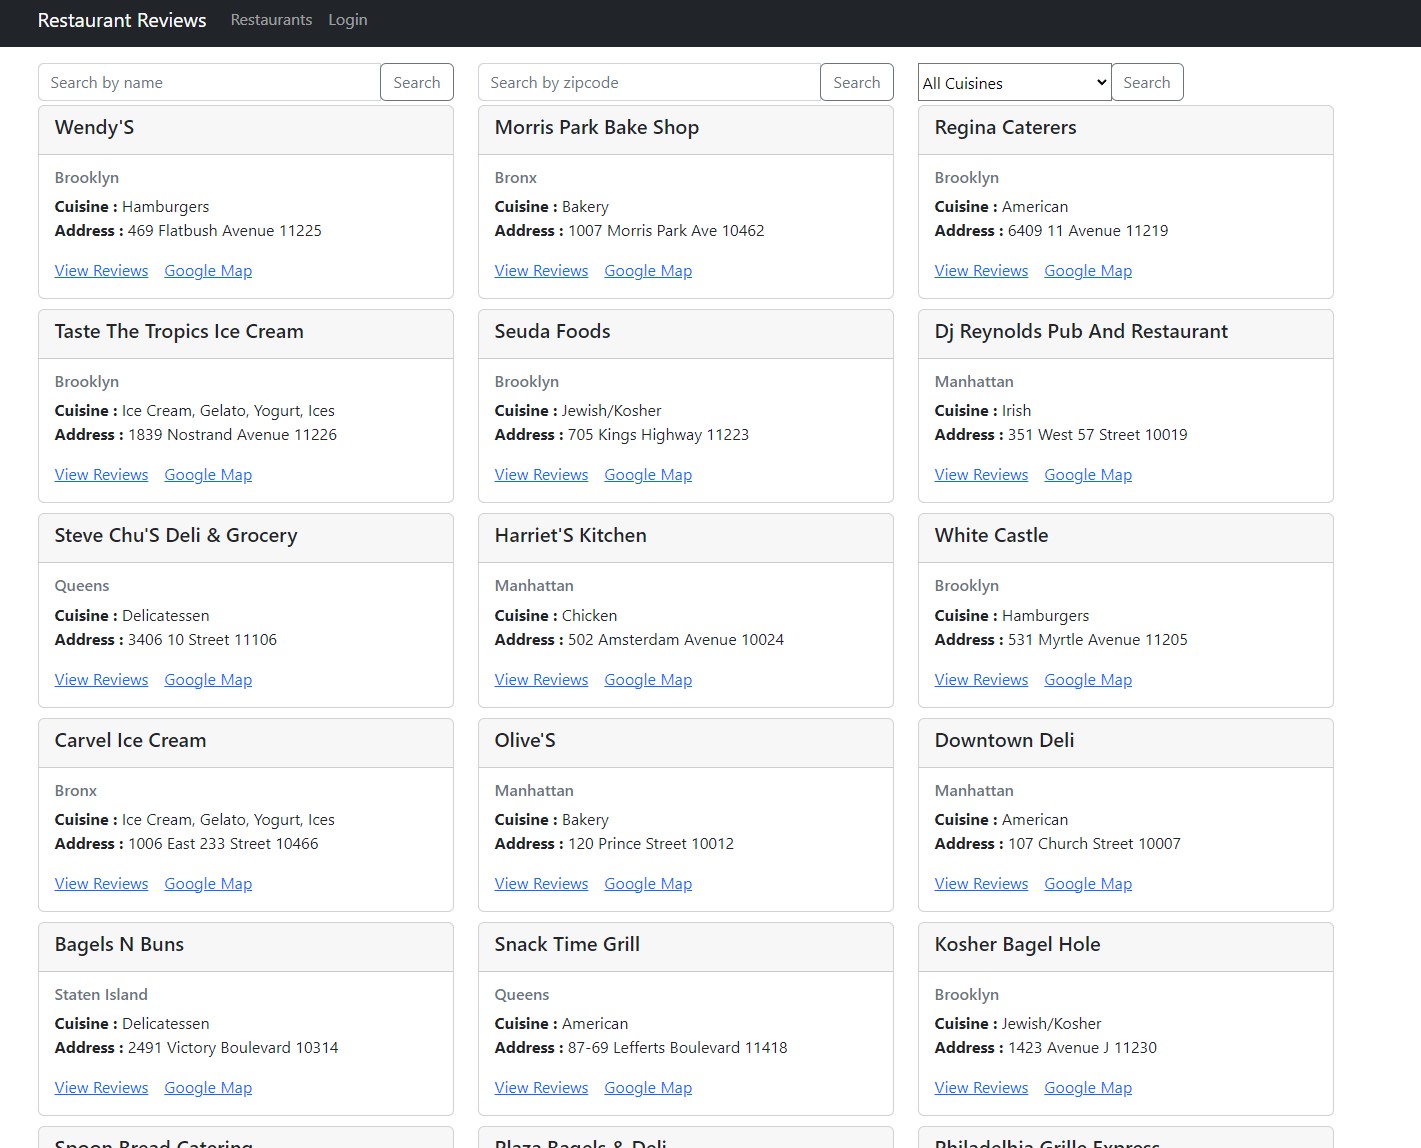 Restaurant Reviews Restaurants Login
Search by name Search Search by zipcode Search All Cuisines Search
Wendy'S
Brooklyn
Cuisine : Hamburgers
Address : 469 Flatbush Avenue 11225
View Reviews Google Map
Morris Park Bake Shop
Bronx
Cuisine : Bakery
Address : 1007 Morris Park Ave 10462
View Reviews Google Map
Regina Caterers
Brooklyn
Cuisine : American
Address : 6409 11 Avenue 11219
View Reviews Google Map
Taste The Tropics Ice Cream
Brooklyn
Cuisine : Ice Cream, Gelato, Yogurt, Ices
Address : 1839 Nostrand Avenue 11226
View Reviews Google Map
Seuda Foods
Brooklyn
Cuisine : Jewish/Kosher
Address : 705 Kings Highway 11223
View Reviews Google Map
Dj Reynolds Pub And Restaurant
Manhattan
Cuisine : Irish
Address : 351 West 57 Street 10019
View Reviews Google Map
Steve Chu'S Deli & Grocery
Queens
Cuisine : Delicatessen
Address : 3406 10 Street 11106
View Reviews Google Map
Harriet'S Kitchen
Manhattan
Cuisine : Chicken
Address : 502 Amsterdam Avenue 10024
View Reviews Google Map
White Castle
Brooklyn
Cuisine : Hamburgers
Address : 531 Myrtle Avenue 11205
View Reviews Google Map
Carvel Ice Cream
Bronx
Cuisine : Ice Cream, Gelato, Yogurt, Ices
Address : 1006 East 233 Street 10466
View Reviews Google Map
Olive'S
Manhattan
Cuisine : Bakery
Address : 120 Prince Street 10012
View Reviews Google Map
Downtown Deli
Manhattan
Cuisine : American
Address : 107 Church Street 10007
View Reviews Google Map
Bagels N Buns
Staten Island
Cuisine : Delicatessen
Address : 2491 Victory Boulevard 10314
View Reviews Google Map
Snack Time Grill
Queens
Cuisine : American
Address : 87-69 Lefferts Boulevard 11418
View Reviews Google Map
Kosher Bagel Hole
Brooklyn
Cuisine : Jewish/Kosher
Address : 1423 Avenue J 11230
View Reviews Google Map
Spoon Bread Catering
Plaza Bagels & Deli
Philadelhia Grille Express